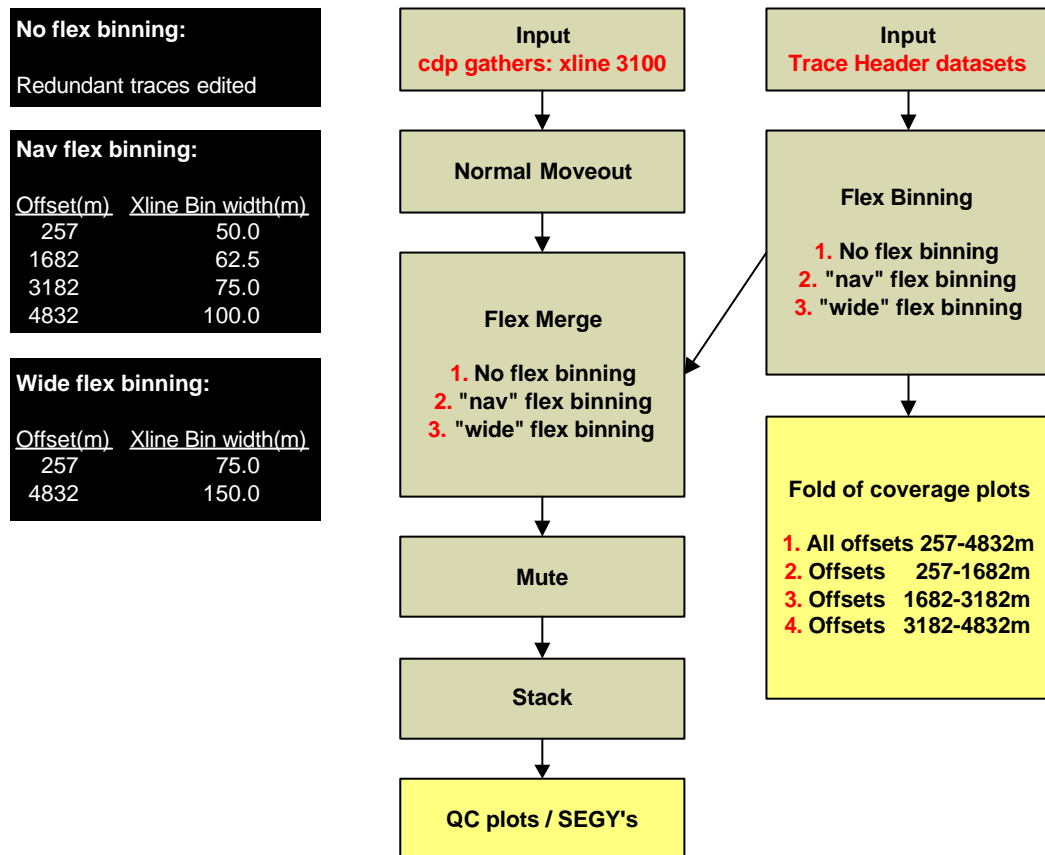 No flex binning:
Redundant traces edited
Nav flex binning:
Offset(m) Xline Bin width(m)
257 50.0
1682 62.5
3182 75.0
4832 100.0
Wide flex binning:
Offset(m) Xline Bin width(m)
257 75.0
4832 150.0
Input
cdp gathers: xline 3100
Normal Moveout
Flex Merge
1. No flex binning
2. "nav" flex binning
3. "wide" flex binning
Mute
Stack
QC plots / SEGY's
Input
Trace Header datasets
Flex Binning
1. No flex binning
2. "nav" flex binning
3. "wide" flex binning
Fold of coverage plots
1. All offsets 257-4832m
2. Offsets 257-1682m
3. Offsets 1682-3182m
4. Offsets 3182-4832m